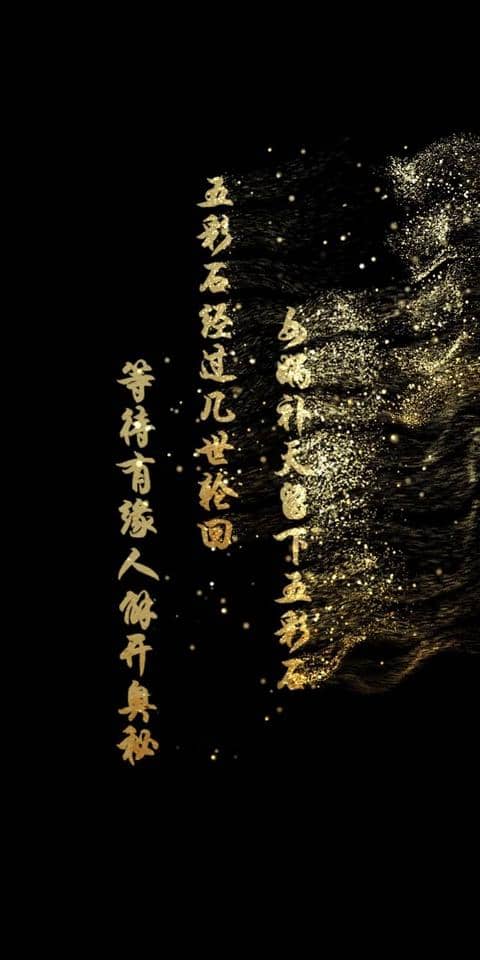 女娲补天留下五彩石
五彩石经过几世轮回
等待有缘人解开奥秘